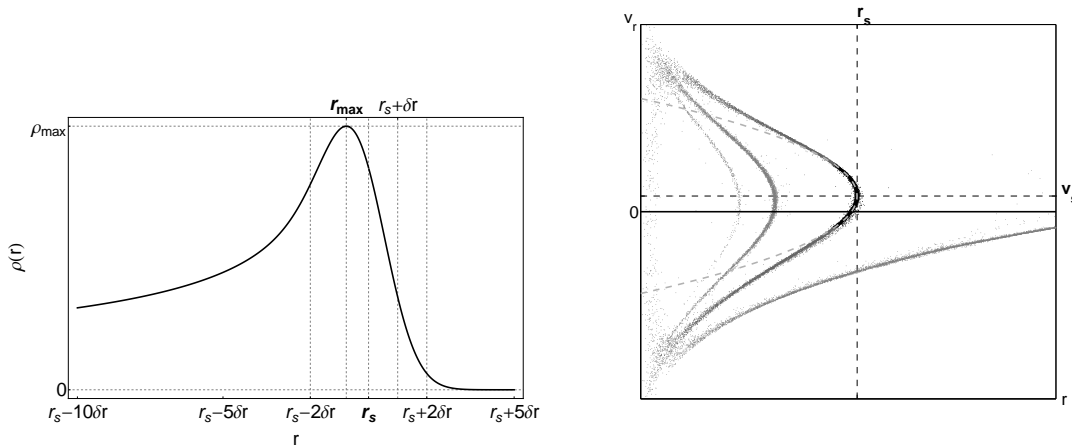 r_max r_s+δr
ρ_max
ρ(r)
0
r_s−10δr r_s−5δr r_s−2δr r_s r_s+2δr r_s+5δr
r
v_r r_s
v_s
0
r